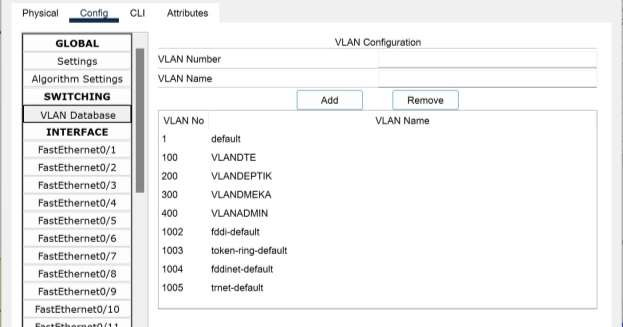 Physical Config CLI Attributes
GLOBAL
Settings
Algorithm Settings
SWITCHING
VLAN Database
INTERFACE
FastEthernet0/1
FastEthernet0/2
FastEthernet0/3
FastEthernet0/4
FastEthernet0/5
FastEthernet0/6
FastEthernet0/7
FastEthernet0/8
FastEthernet0/9
FastEthernet0/10
FastEthernet0/11
VLAN Configuration
VLAN Number
VLAN Name
Add Remove
VLAN No VLAN Name
1 default
100 VLANDTE
200 VLANDEPTIK
300 VLANDMEKA
400 VLANADMIN
1002 fddi-default
1003 token-ring-default
1004 fddinet-default
1005 trnet-default